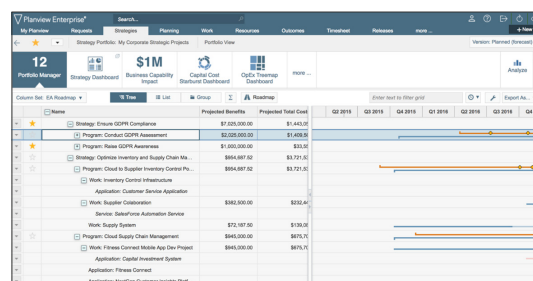 Planview Enterprise®
Search...
+ New
My Planview Requests Strategies Planning Work Resources Outcomes Timesheet Releases more ...
Strategy Portfolio: My Corporate Strategic Projects Portfolio View
Version: Planned (forecast)
12
Portfolio Manager
Strategy Dashboard
$1M
Business Capability Impact
Capital Cost Starburst Dashboard
OpEx Treemap Dashboard
more ...
Analyze
Column Set EA Roadmap Tree List Group Σ Roadmap
Enter text to filter grid
Export As...
Name Projected Benefits Projected Total Cost Q2 2015 Q3 2015 Q4 2015 Q1 2016 Q2 2016 Q3 2016 Q4
Strategy: Ensure GDPR Compliance $7,025,000.00 $1,443,0
Program: Conduct GDPR Assessment $2,025,000.00 $1,409,5
Program: Raise GDPR Awareness $1,000,000.00 $33,5
Strategy: Optimize Inventory and Supply Chain Ma... $954,687.52 $3,721,5
Program: Cloud to Supplier Inventory Control Po... $954,687.52 $3,721,5
Work: Inventory Control Infrastructure
Application: Customer Service Application
Work: Supplier Colaboration $382,500.00 $232,4
Service: SalesForce Automation Service
Work: Supply System $72,187.50 $139,0
Program: Cloud Supply Chain Management $945,000.00 $675,7
Work: Fitness Connect Mobile App Dev Project $945,000.00 $675,7
Application: Capital Investment System
Application: Fitness Connect